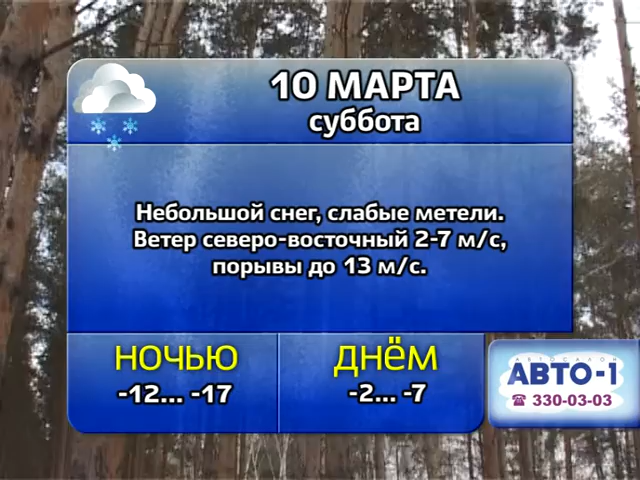 10 МАРТА
суббота
Небольшой снег, слабые метели.
Ветер северо-восточный 2-7 м/с,
порывы до 13 м/с.
НОЧЬЮ
-12... -17
ДНЁМ
-2... -7
АВТОСАЛОН
АВТО-1
☎ 330-03-03